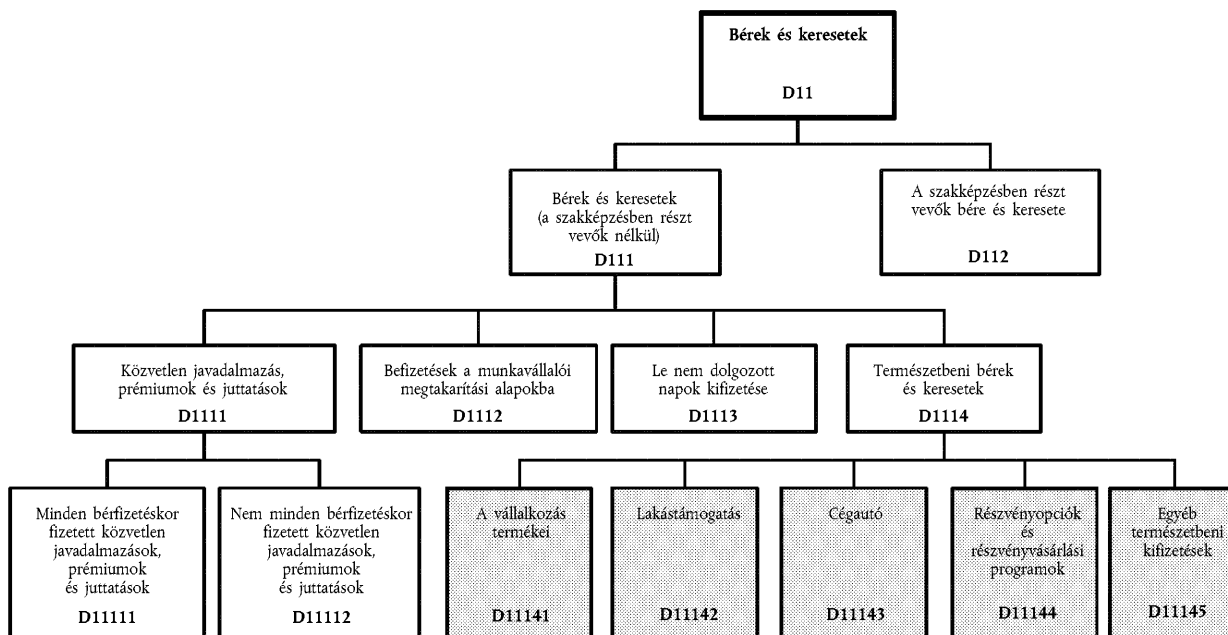 Bérek és keresetek
D11
Bérek és keresetek
(a szakképzésben részt
vevők nélkül)
D111
A szakképzésben részt
vevők bére és keresete
D112
Közvetlen javadalmazás,
prémiumok és juttatások
D1111
Befizetések a munkavállalói
megtakarítási alapokba
D1112
Le nem dolgozott
napok kifizetése
D1113
Természetbeni bérek
és keresetek
D1114
Minden bérfizetéskor
fizetett közvetlen
javadalmazások,
prémiumok
és juttatások
D11111
Nem minden bérfizetéskor
fizetett közvetlen
javadalmazások,
prémiumok
és juttatások
D11112
A vállalkozás
termékei
D11141
Lakástámogatás
D11142
Cégautó
D11143
Részvényopciók
és
részvényvásárlási
programok
D11144
Egyéb
természetbeni
kifizetések
D11145